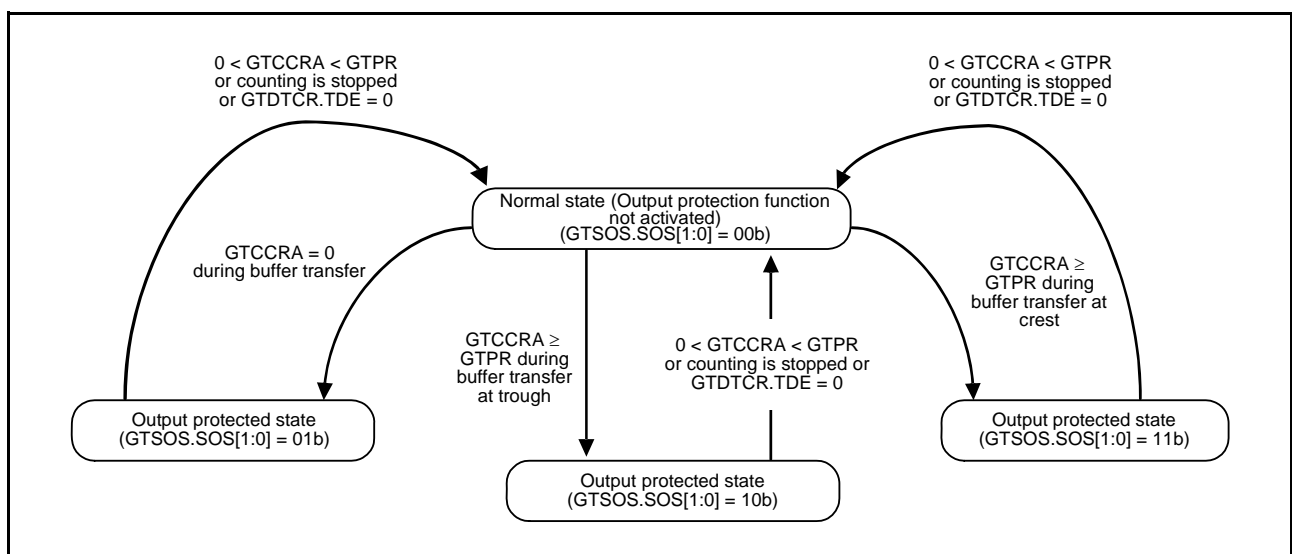 0 < GTCCRA < GTPR
or counting is stopped
or GTDTCR.TDE = 0
0 < GTCCRA < GTPR
or counting is stopped
or GTDTCR.TDE = 0
Normal state (Output protection function
not activated)
(GTSOS.SOS[1:0] = 00b)
GTCCRA = 0
during buffer transfer
GTCCRA ≥
GTPR during
buffer transfer
at trough
0 < GTCCRA < GTPR
or counting is stopped or
GTDTCR.TDE = 0
GTCCRA ≥
GTPR during
buffer transfer at
crest
Output protected state
(GTSOS.SOS[1:0] = 01b)
Output protected state
(GTSOS.SOS[1:0] = 10b)
Output protected state
(GTSOS.SOS[1:0] = 11b)